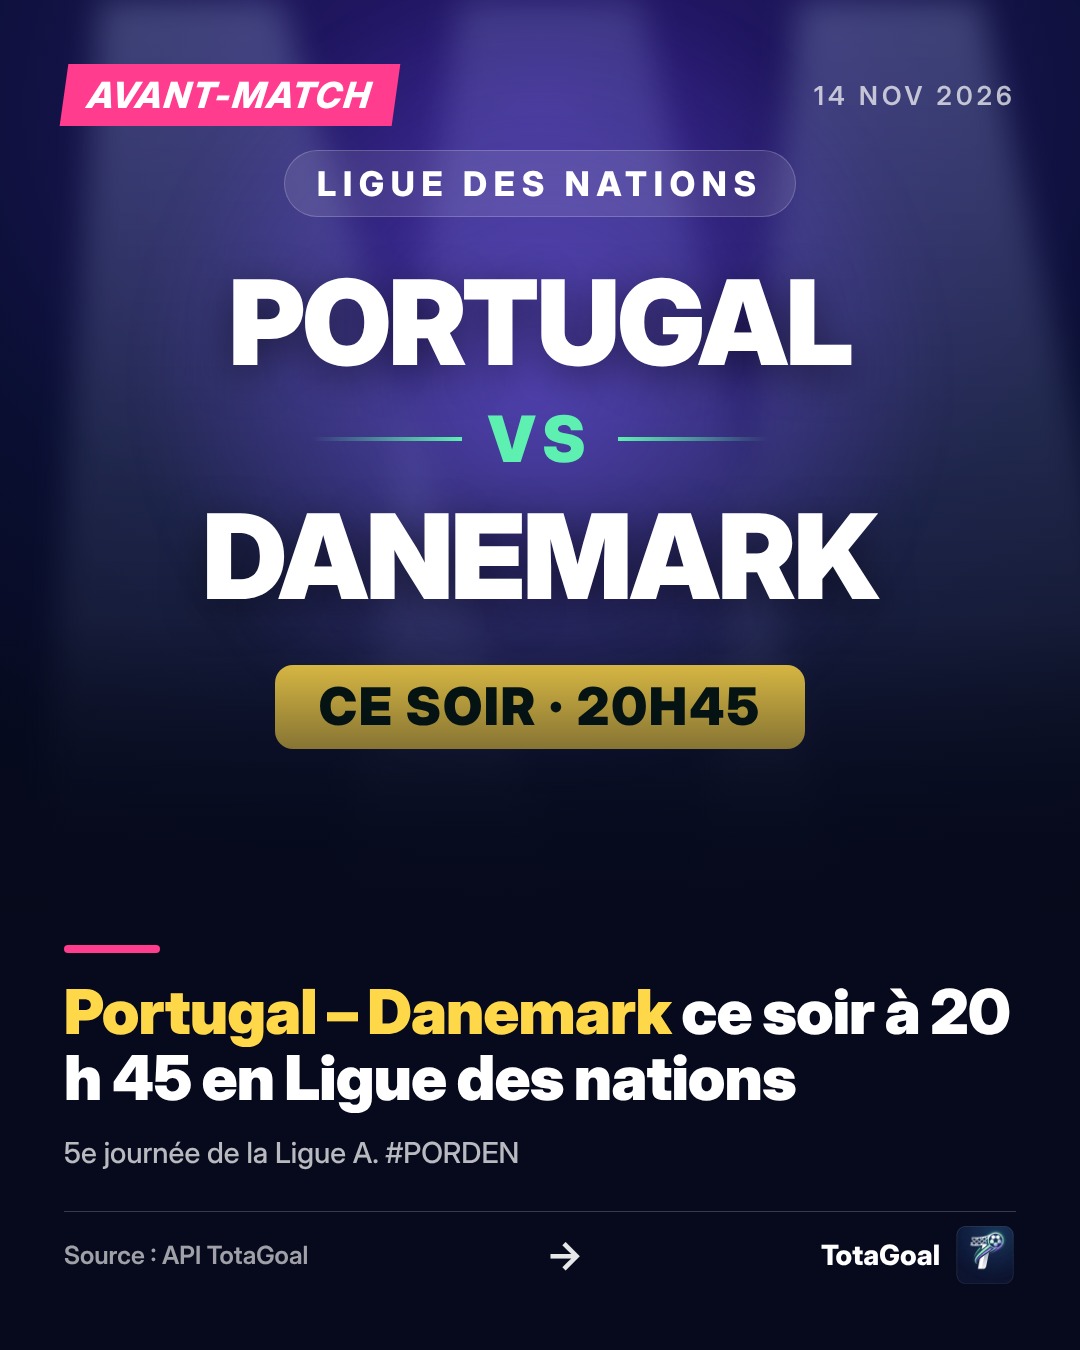 AVANT-MATCH
14 NOV 2026
LIGUE DES NATIONS
PORTUGAL
VS
DANEMARK
CE SOIR · 20H45
Portugal – Danemark ce soir à 20
h 45 en Ligue des nations
5e journée de la Ligue A. #PORDEN
Source : API TotaGoal
→
TotaGoal